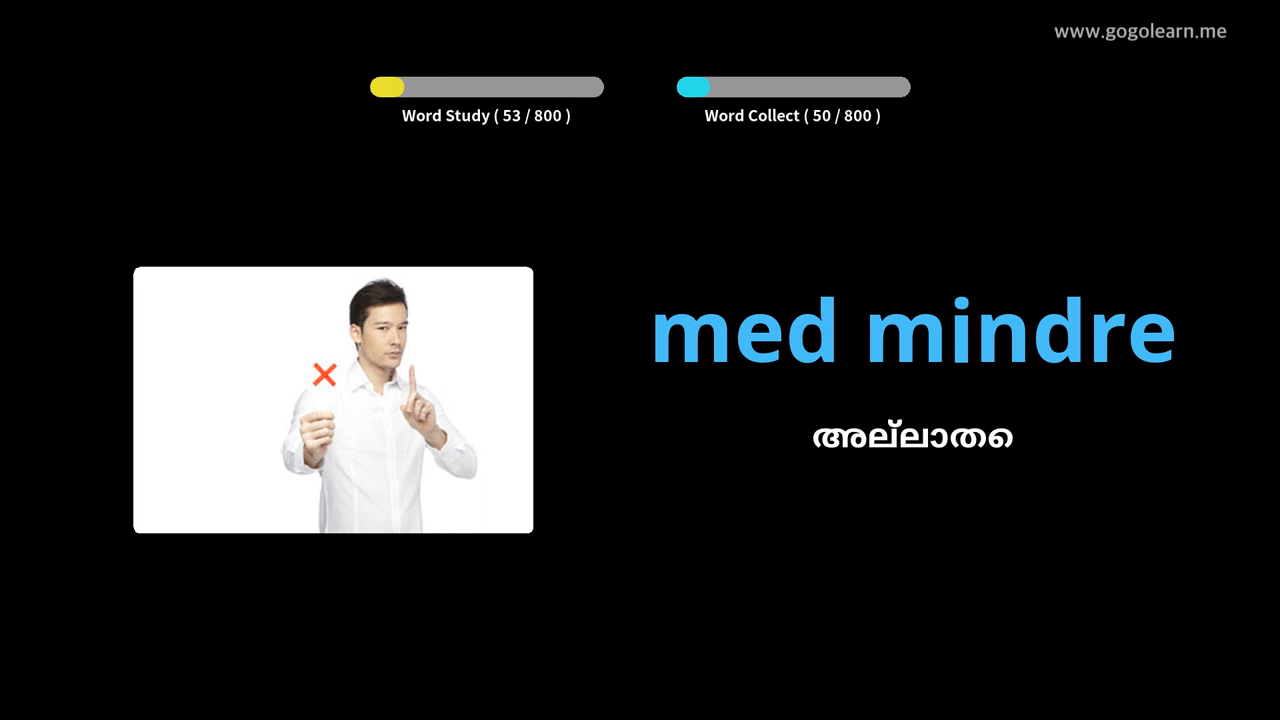 www.gogolearn.me
Word Study ( 53 / 800 )
Word Collect ( 50 / 800 )
med mindre
അല്ലാതെ